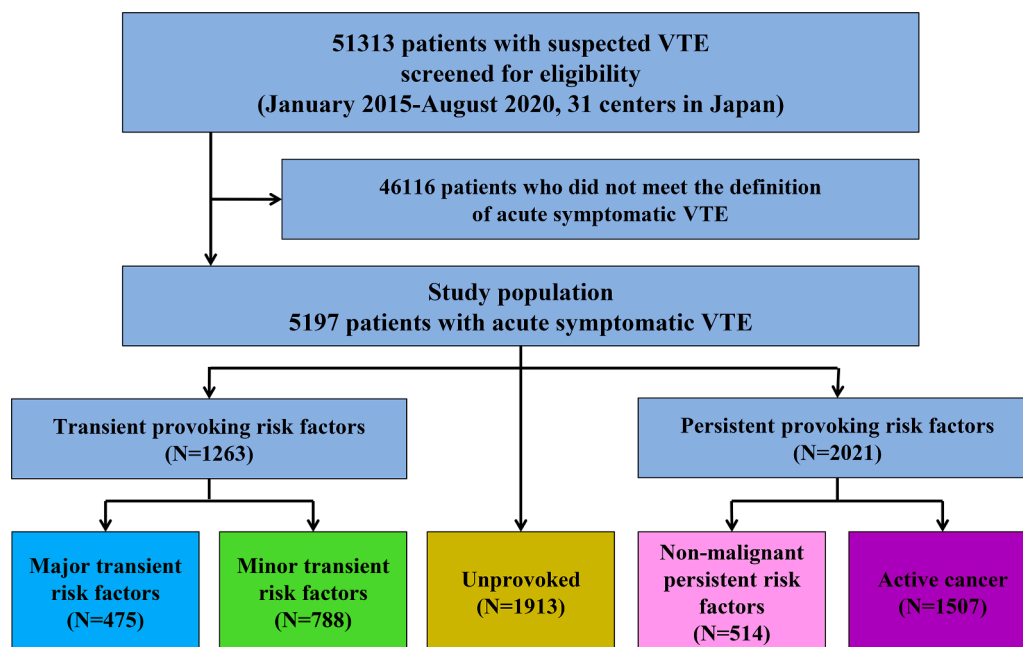 51313 patients with suspected VTE
screened for eligibility
(January 2015-August 2020, 31 centers in Japan)
46116 patients who did not meet the definition
of acute symptomatic VTE
Study population
5197 patients with acute symptomatic VTE
Transient provoking risk factors
(N=1263)
Persistent provoking risk factors
(N=2021)
Major transient
risk factors
(N=475)
Minor transient
risk factors
(N=788)
Unprovoked
(N=1913)
Non-malignant
persistent risk
factors
(N=514)
Active cancer
(N=1507)